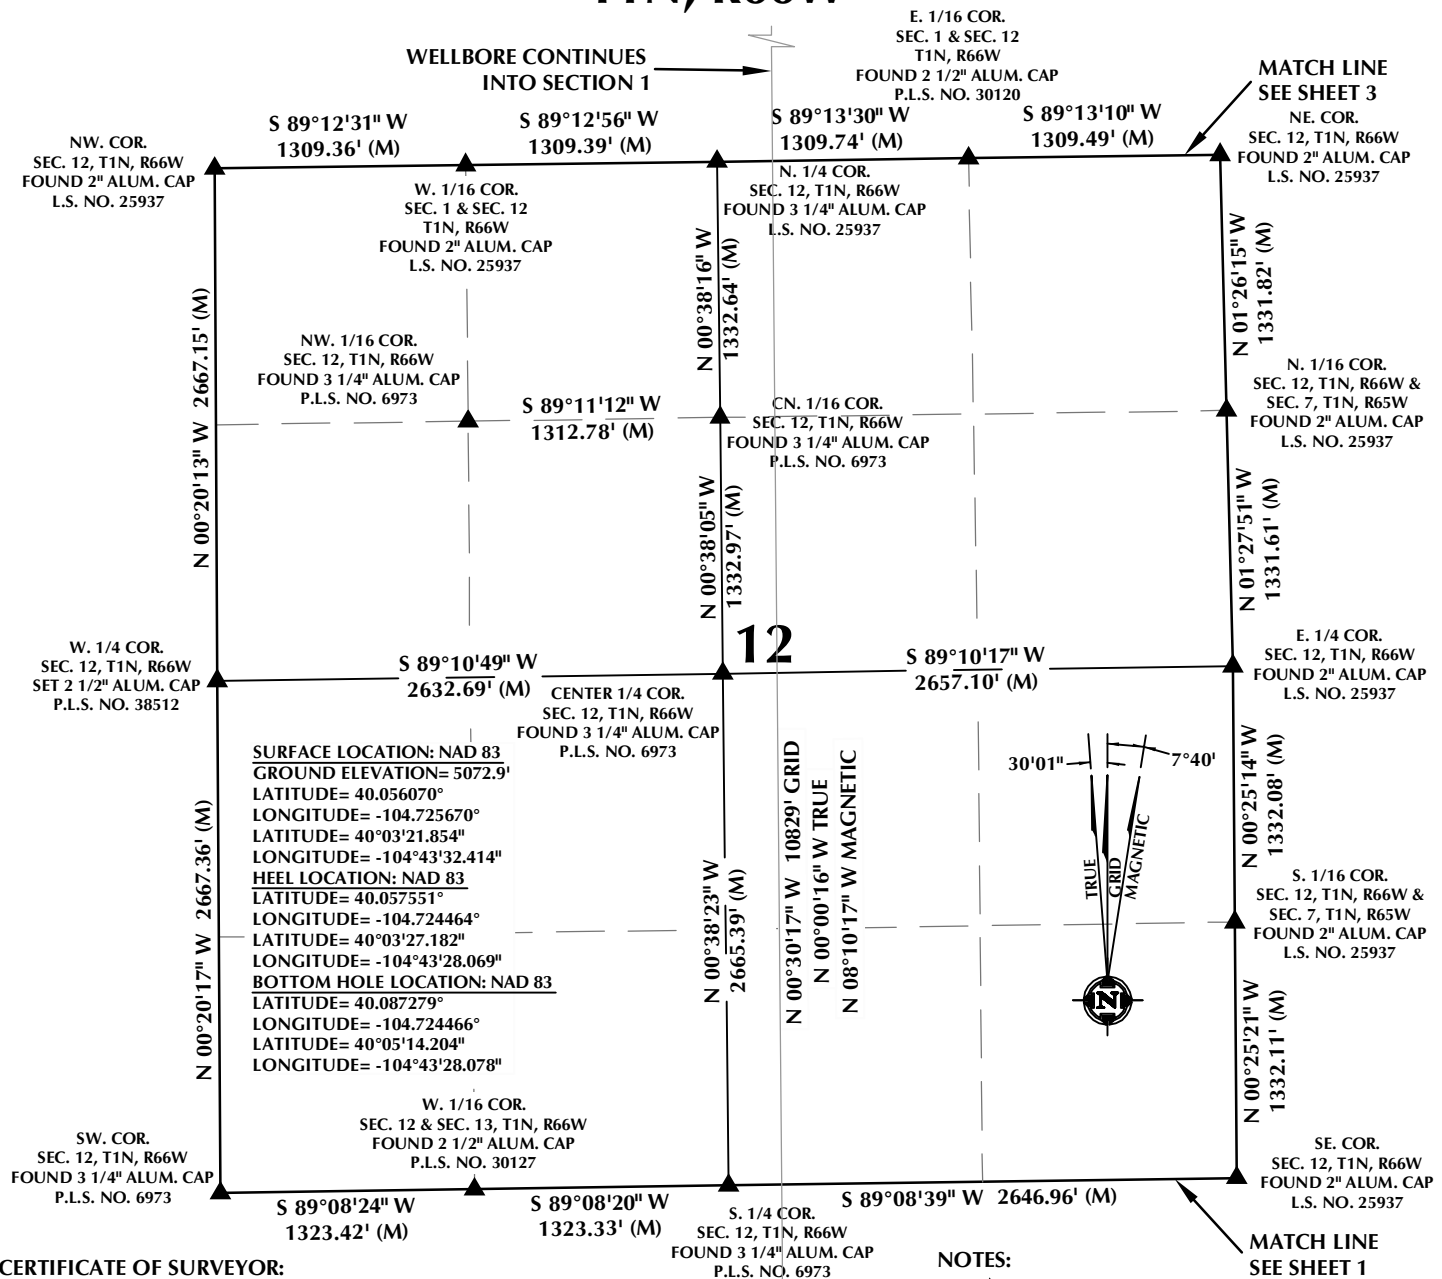 T1N, R66W
WELLBORE CONTINUES
INTO SECTION 1
E. 1/16 COR.
SEC. 1 & SEC. 12
T1N, R66W
FOUND 2 1/2" ALUM. CAP
P.L.S. NO. 30120
MATCH LINE
SEE SHEET 3
NW. COR.
SEC. 12, T1N, R66W
FOUND 2" ALUM. CAP
L.S. NO. 25937
S 89°12'31" W
1309.36' (M)
S 89°12'56" W
1309.39' (M)
S 89°13'30" W
1309.74' (M)
S 89°13'10" W
1309.49' (M)
NE. COR.
SEC. 12, T1N, R66W
FOUND 2" ALUM. CAP
L.S. NO. 25937
W. 1/16 COR.
SEC. 1 & SEC. 12
T1N, R66W
FOUND 2" ALUM. CAP
L.S. NO. 25937
N. 1/4 COR.
SEC. 12, T1N, R66W
FOUND 3 1/4" ALUM. CAP
L.S. NO. 25937
N 00°20'13" W 2667.15' (M)
N 00°38'16" W
1332.64' (M)
N 01°26'15" W
1331.82' (M)
NW. 1/16 COR.
SEC. 12, T1N, R66W
FOUND 3 1/4" ALUM. CAP
P.L.S. NO. 6973
S 89°11'12" W
1312.78' (M)
CN. 1/16 COR.
SEC. 12, T1N, R66W
FOUND 3 1/4" ALUM. CAP
P.L.S. NO. 6973
N. 1/16 COR.
SEC. 12, T1N, R66W &
SEC. 7, T1N, R65W
FOUND 2" ALUM. CAP
L.S. NO. 25937
N 00°38'05" W
1332.97' (M)
N 01°27'51" W
1331.61' (M)
W. 1/4 COR.
SEC. 12, T1N, R66W
SET 2 1/2" ALUM. CAP
P.L.S. NO. 38512
S 89°10'49" W
2632.69' (M)
12
S 89°10'17" W
2657.10' (M)
E. 1/4 COR.
SEC. 12, T1N, R66W
FOUND 2" ALUM. CAP
L.S. NO. 25937
CENTER 1/4 COR.
SEC. 12, T1N, R66W
FOUND 3 1/4" ALUM. CAP
P.L.S. NO. 6973
SURFACE LOCATION: NAD 83
GROUND ELEVATION= 5072.9'
LATITUDE= 40.056070°
LONGITUDE= -104.725670°
LATITUDE= 40°03'21.854"
LONGITUDE= -104°43'32.414"
HEEL LOCATION: NAD 83
LATITUDE= 40.057551°
LONGITUDE= -104.724464°
LATITUDE= 40°03'27.182"
LONGITUDE= -104°43'28.069"
BOTTOM HOLE LOCATION: NAD 83
LATITUDE= 40.087279°
LONGITUDE= -104.724466°
LATITUDE= 40°05'14.204"
LONGITUDE= -104°43'28.078"
N 00°20'17" W 2667.36' (M)
N 00°38'23" W
2665.39' (M)
N 00°30'17" W 10829' GRID
N 00°00'16" W TRUE
N 08°10'17" W MAGNETIC
30'01"
7°40'
TRUE
GRID
MAGNETIC
N
N 00°25'14" W
1332.08' (M)
S. 1/16 COR.
SEC. 12, T1N, R66W &
SEC. 7, T1N, R65W
FOUND 2" ALUM. CAP
L.S. NO. 25937
N 00°25'21" W
1332.11' (M)
W. 1/16 COR.
SEC. 12 & SEC. 13, T1N, R66W
FOUND 2 1/2" ALUM. CAP
P.L.S. NO. 30127
SW. COR.
SEC. 12, T1N, R66W
FOUND 3 1/4" ALUM. CAP
P.L.S. NO. 6973
SE. COR.
SEC. 12, T1N, R66W
FOUND 2" ALUM. CAP
L.S. NO. 25937
S 89°08'24" W
1323.42' (M)
S 89°08'20" W
1323.33' (M)
S 89°08'39" W 2646.96' (M)
S. 1/4 COR.
SEC. 12, T1N, R66W
FOUND 3 1/4" ALUM. CAP
P.L.S. NO. 6973
MATCH LINE
SEE SHEET 1
CERTIFICATE OF SURVEYOR:
NOTES: